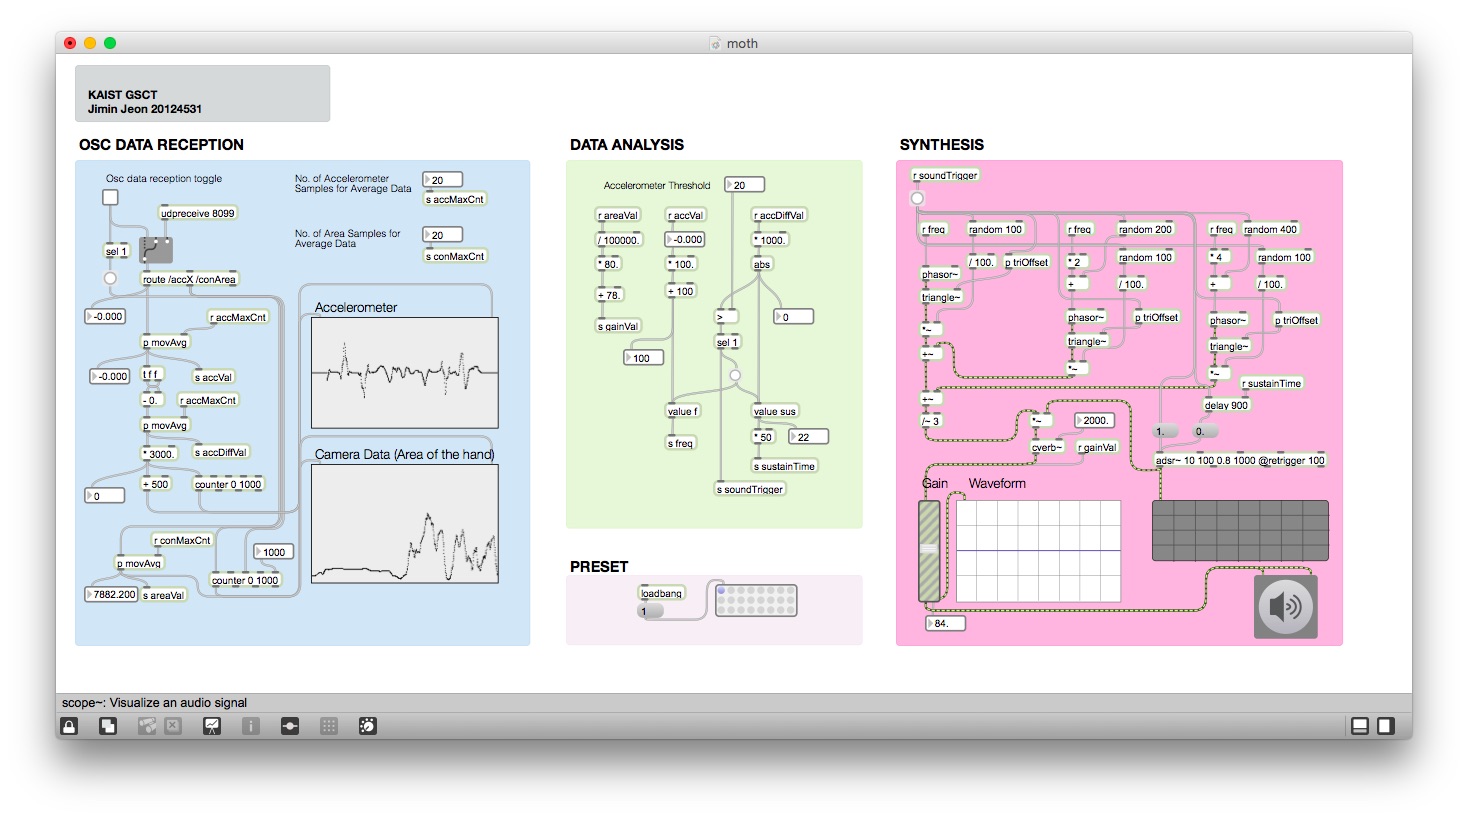 moth
KAIST GSCT
Jimin Jeon 20124531
OSC DATA RECEPTION
Osc data reception toggle
udpreceive 8099
sel 1
route /accX /conArea
-0.000
r accMaxCnt
p movAvg
-0.000
t f f
s accVal
- 0.
r accMaxCnt
p movAvg
s accDiffVal
* 3000.
+ 500
counter 0 1000
0
r conMaxCnt
p movAvg
1000
counter 0 1000
7882.200
s areaVal
No. of Accelerometer
Samples for Average Data
20
s accMaxCnt
No. of Area Samples for
Average Data
20
s conMaxCnt
Accelerometer
Camera Data (Area of the hand)
DATA ANALYSIS
Accelerometer Threshold
20
r areaVal
r accVal
r accDiffVal
/ 100000.
-0.000
* 1000.
* 80.
* 100.
abs
+ 78.
+ 100
s gainVal
>
0
sel 1
100
value f
value sus
s freq
* 50
22
s sustainTime
s soundTrigger
PRESET
loadbang
1
SYNTHESIS
r soundTrigger
r freq
random 100
r freq
random 200
r freq
random 400
/ 100.
p triOffset
* 2
random 100
* 4
random 100
phasor~
+
/ 100.
+
/ 100.
triangle~
phasor~
p triOffset
phasor~
p triOffset
*~
triangle~
triangle~
+~
*~
*~
r sustainTime
+~
delay 900
/~ 3
*~
2000.
1.
0.
cverb~
r gainVal
adsr~ 10 100 0.8 1000 @retrigger 100
Gain
Waveform
84.
scope~: Visualize an audio signal